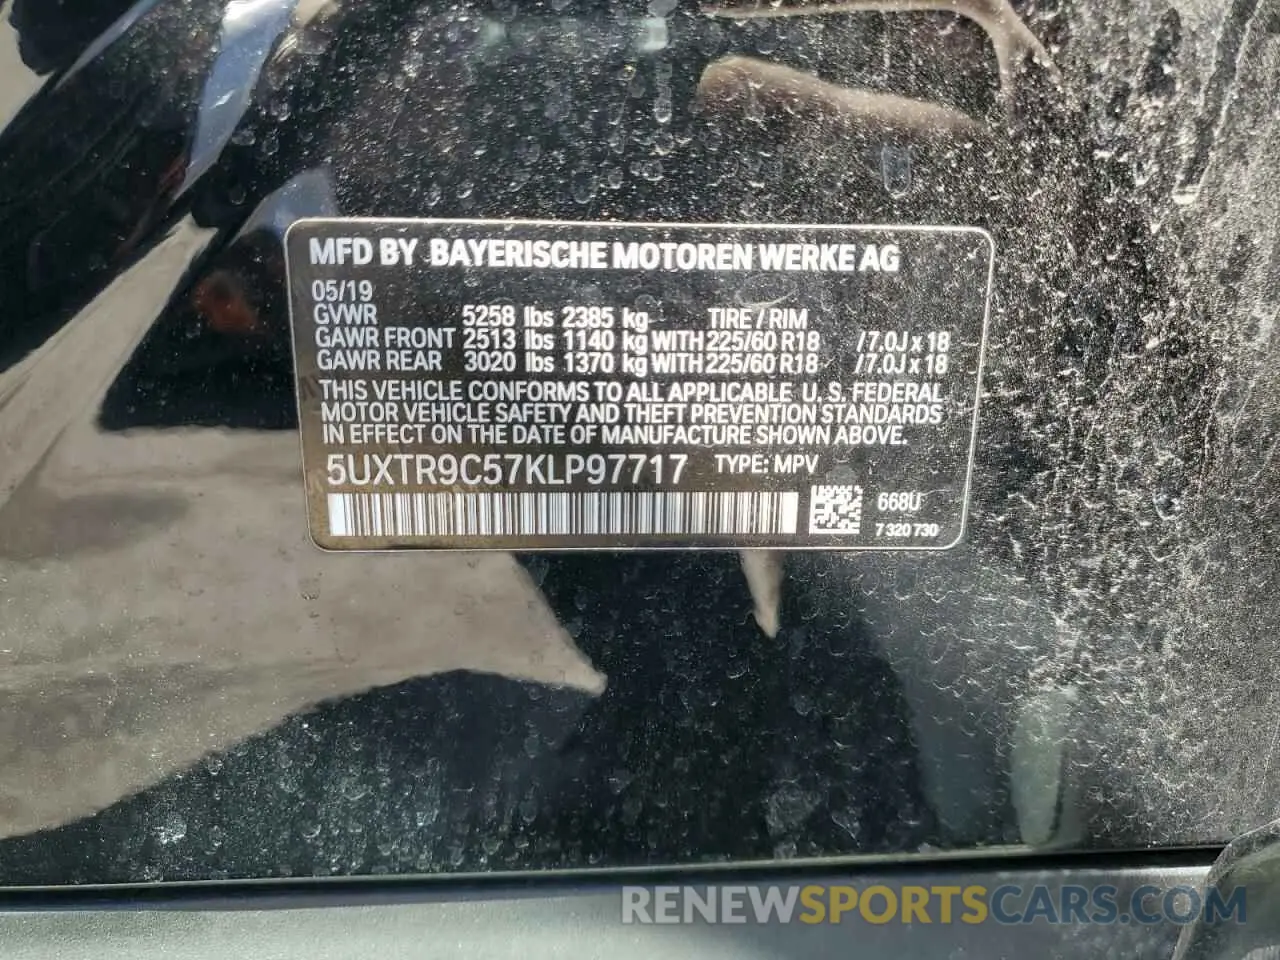 MFD BY BAYERISCHE MOTOREN WERKE AG
05/19
GVWR 5258 lbs 2385 kg TIRE / RIM
GAWR FRONT 2513 lbs 1140 kg WITH 225/60 R18 /7.0J x 18
GAWR REAR 3020 lbs 1370 kg WITH 225/60 R18 /7.0J x 18
THIS VEHICLE CONFORMS TO ALL APPLICABLE U. S. FEDERAL
MOTOR VEHICLE SAFETY AND THEFT PREVENTION STANDARDS
IN EFFECT ON THE DATE OF MANUFACTURE SHOWN ABOVE.
5UXTR9C57KLP97717 TYPE: MPV
668U
7 320 730
RENEWSPORTSCARS.COM